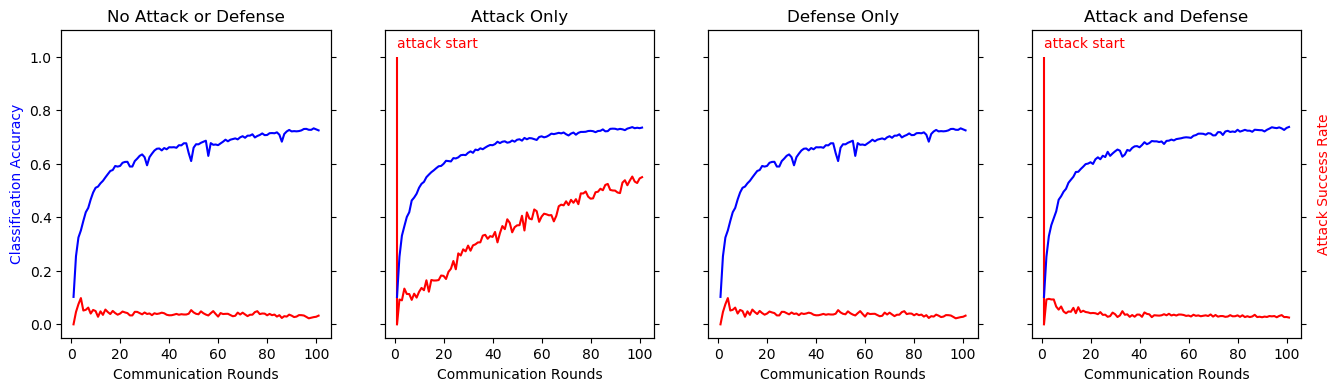 No Attack or Defense
Attack Only
Defense Only
Attack and Defense
attack start
attack start
Classification Accuracy
1.0
0.8
0.6
0.4
0.2
0.0
0 20 40 60 80 100
0 20 40 60 80 100
0 20 40 60 80 100
0 20 40 60 80 100
Communication Rounds
Communication Rounds
Communication Rounds
Communication Rounds
Attack Success Rate